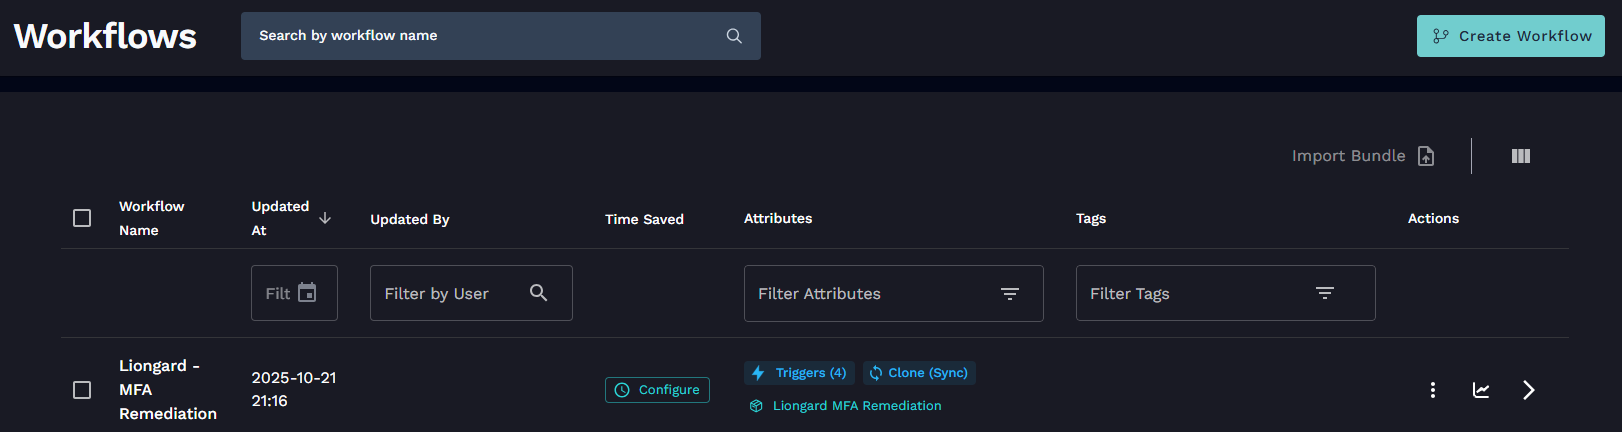 Workflows
Search by workflow name
Create Workflow
Import Bundle
Workflow
Name
Updated
At
Updated By
Time Saved
Attributes
Tags
Actions
Filt
Filter by User
Filter Attributes
Filter Tags
Liongard -
MFA
Remediation
2025-10-21
21:16
Configure
Triggers (4)
Clone (Sync)
Liongard MFA Remediation